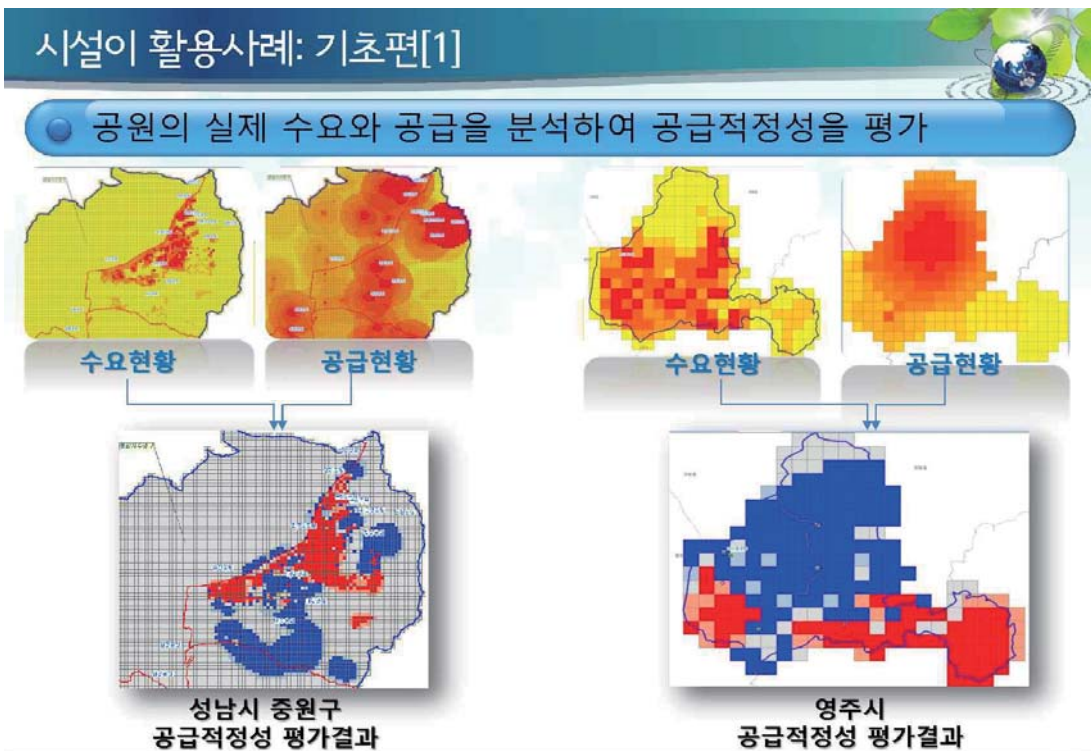 시설이 활용사례: 기초편[1]
공원의 실제 수요와 공급을 분석하여 공급적정성을 평가
수요현황
공급현황
수요현황
공급현황
성남시 중원구
공급적정성 평가결과
영주시
공급적정성 평가결과